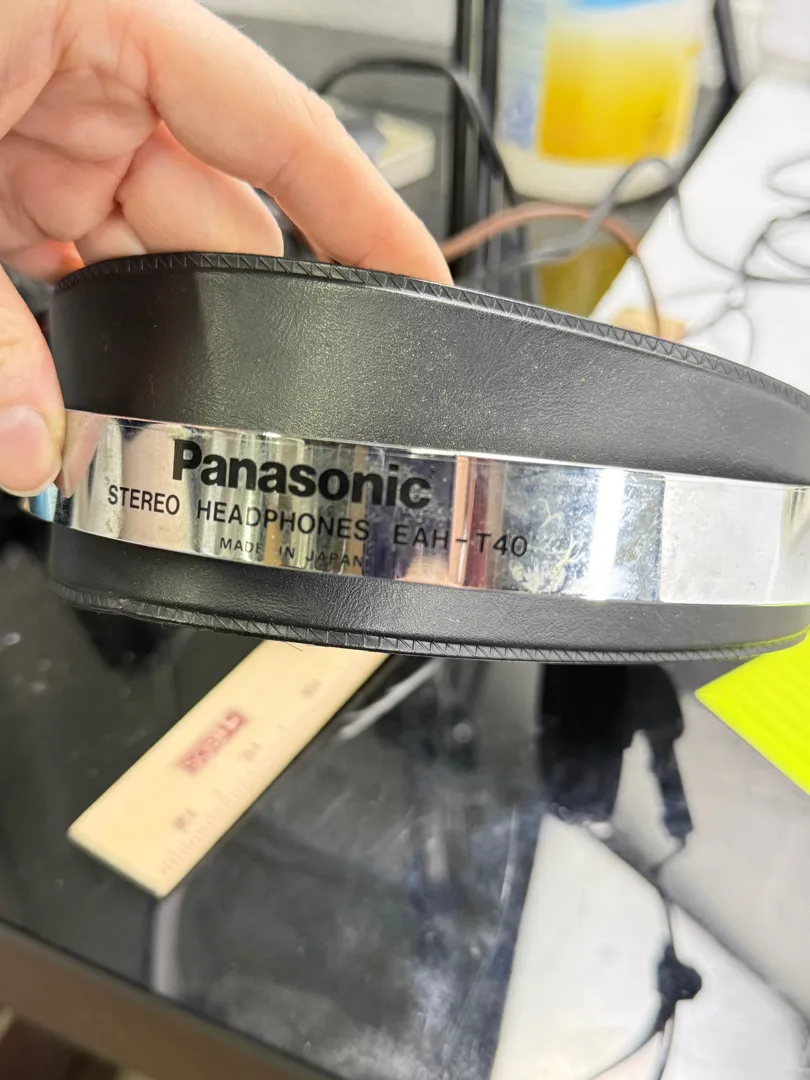 Panasonic
STEREO HEADPHONES EAH-T40
MADE IN JAPAN